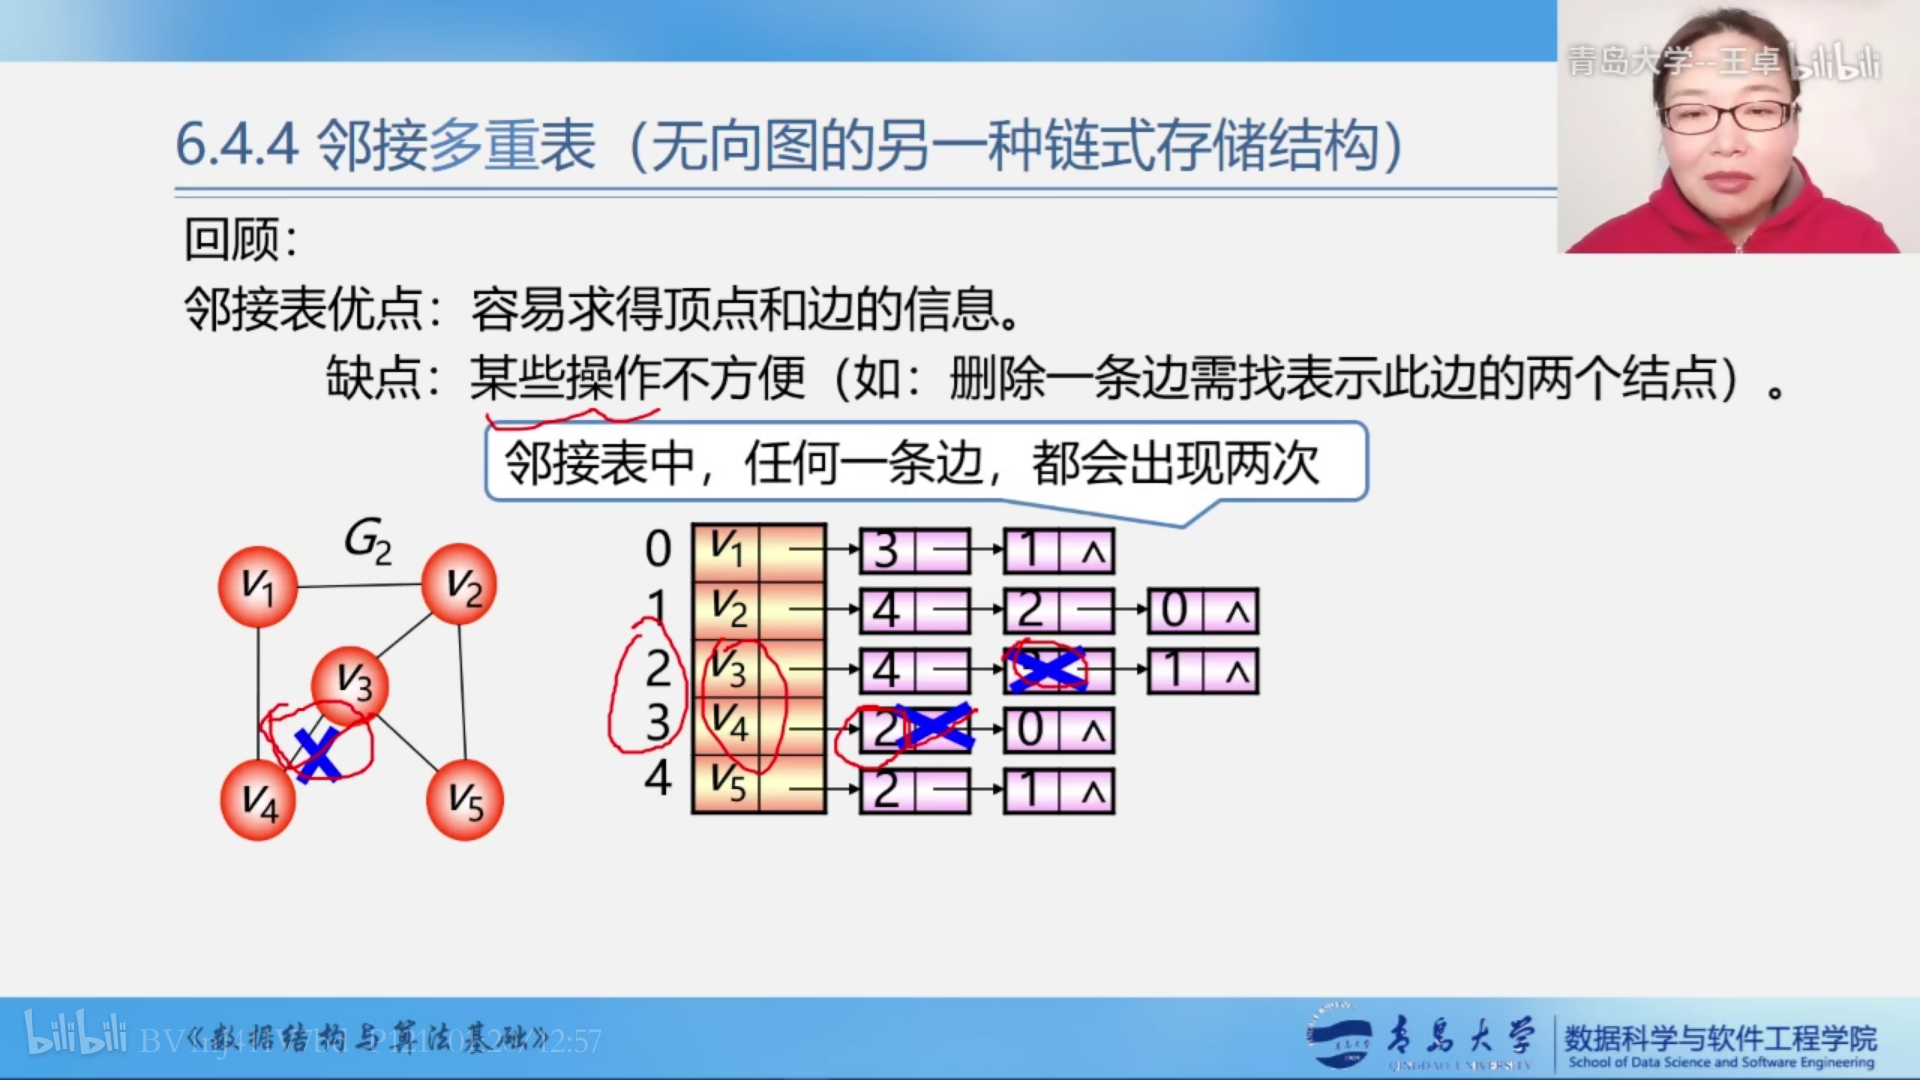 青岛大学--王卓 bilibili
6.4.4 邻接多重表（无向图的另一种链式存储结构）
回顾：
邻接表优点：容易求得顶点和边的信息。
缺点：某些操作不方便（如：删除一条边需找表示此边的两个结点）。
邻接表中，任何一条边，都会出现两次
G2
V1 V2
V3
V4 V5
0 V1 3 1 ∧
1 V2 4 2 0 ∧
2 V3 4 1 ∧
3 V4 2 0 ∧
4 V5 2 1 ∧
bilibili
《数据结构与算法基础》
12:57
青岛大学
QINGDAO UNIVERSITY
数据科学与软件工程学院
School of Data Science and Software Engineering